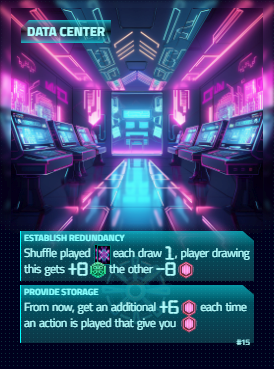 DATA CENTER
ESTABLISH REDUNDANCY
Shuffle played each draw 1, player drawing
this gets +8 the other -8
PROVIDE STORAGE
From now, get an additional +6 each time
an action is played that give you
#15